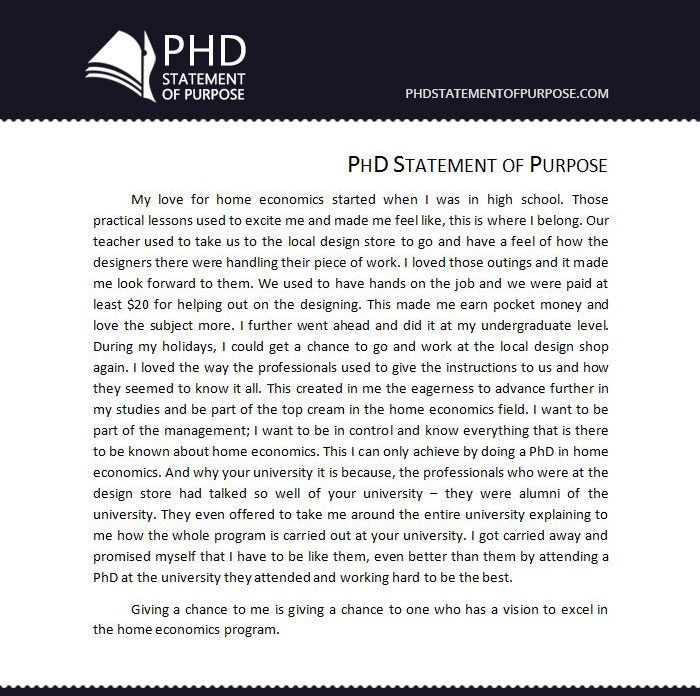 PHD
STATEMENT
OF PURPOSE
PHDSTATEMENTOFPURPOSE.COM
PHD STATEMENT OF PURPOSE
My love for home economics started when I was in high school. Those
practical lessons used to excite me and made me feel like, this is where I belong. Our
teacher used to take us to the local design store to go and have a feel of how the
designers there were handling their piece of work. I loved those outings and it made
me look forward to them. We used to have hands on the job and we were paid at
least $20 for helping out on the designing. This made me earn pocket money and
love the subject more. I further went ahead and did it at my undergraduate level.
During my holidays, I could get a chance to go and work at the local design shop
again. I loved the way the professionals used to give the instructions to us and how
they seemed to know it all. This created in me the eagerness to advance further in
my studies and be part of the top cream in the home economics field. I want to be
part of the management; I want to be in control and know everything that is there
to be known about home economics. This I can only achieve by doing a PhD in home
economics. And why your university it is because, the professionals who were at the
design store had talked so well of your university – they were alumni of the
university. They even offered to take me around the entire university explaining to
me how the whole program is carried out at your university. I got carried away and
promised myself that I have to be like them, even better than them by attending a
PhD at the university they attended and working hard to be the best.
Giving a chance to me is giving a chance to one who has a vision to excel in
the home economics program.